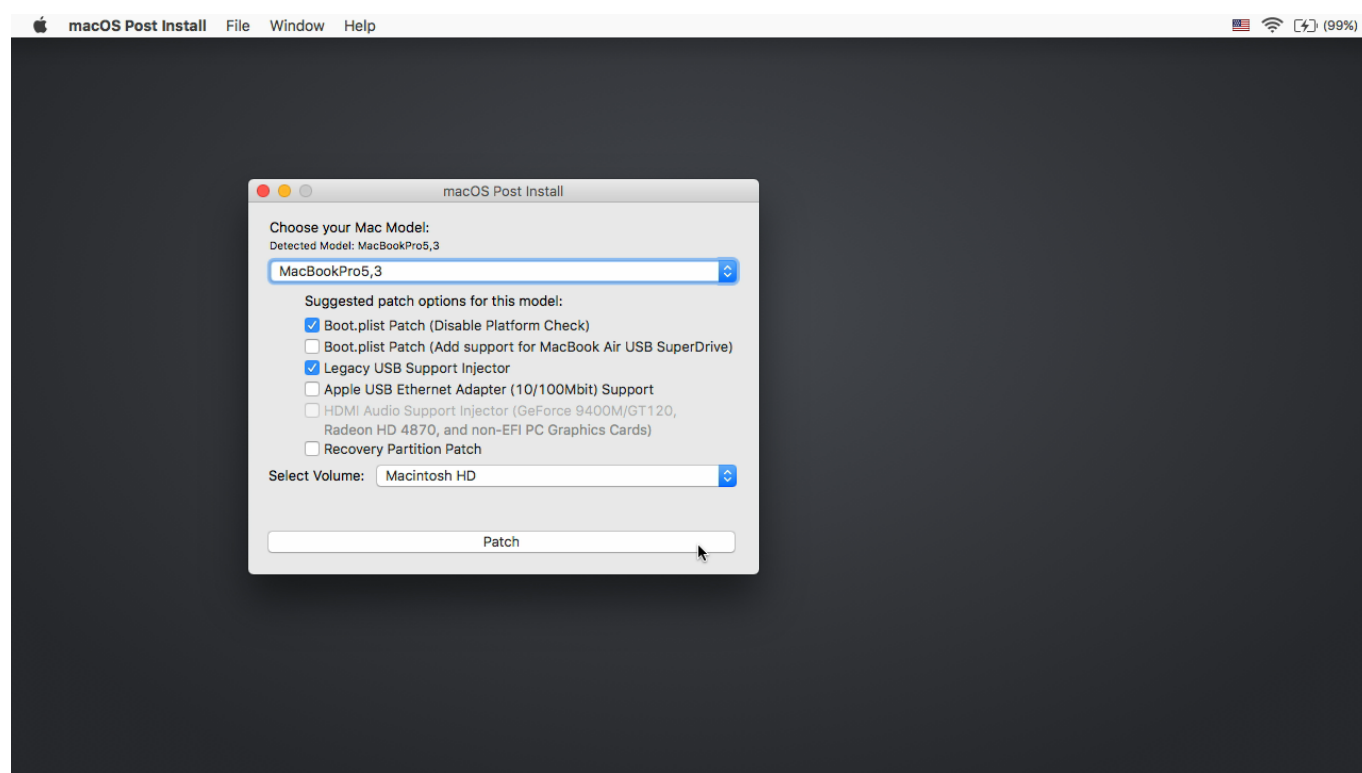 macOS Post Install File Window Help (99%)
macOS Post Install
Choose your Mac Model:
Detected Model: MacBookPro5,3
MacBookPro5,3
Suggested patch options for this model:
Boot.plist Patch (Disable Platform Check)
Boot.plist Patch (Add support for MacBook Air USB SuperDrive)
Legacy USB Support Injector
Apple USB Ethernet Adapter (10/100Mbit) Support
HDMI Audio Support Injector (GeForce 9400M/GT120,
Radeon HD 4870, and non-EFI PC Graphics Cards)
Recovery Partition Patch
Select Volume: Macintosh HD
Patch